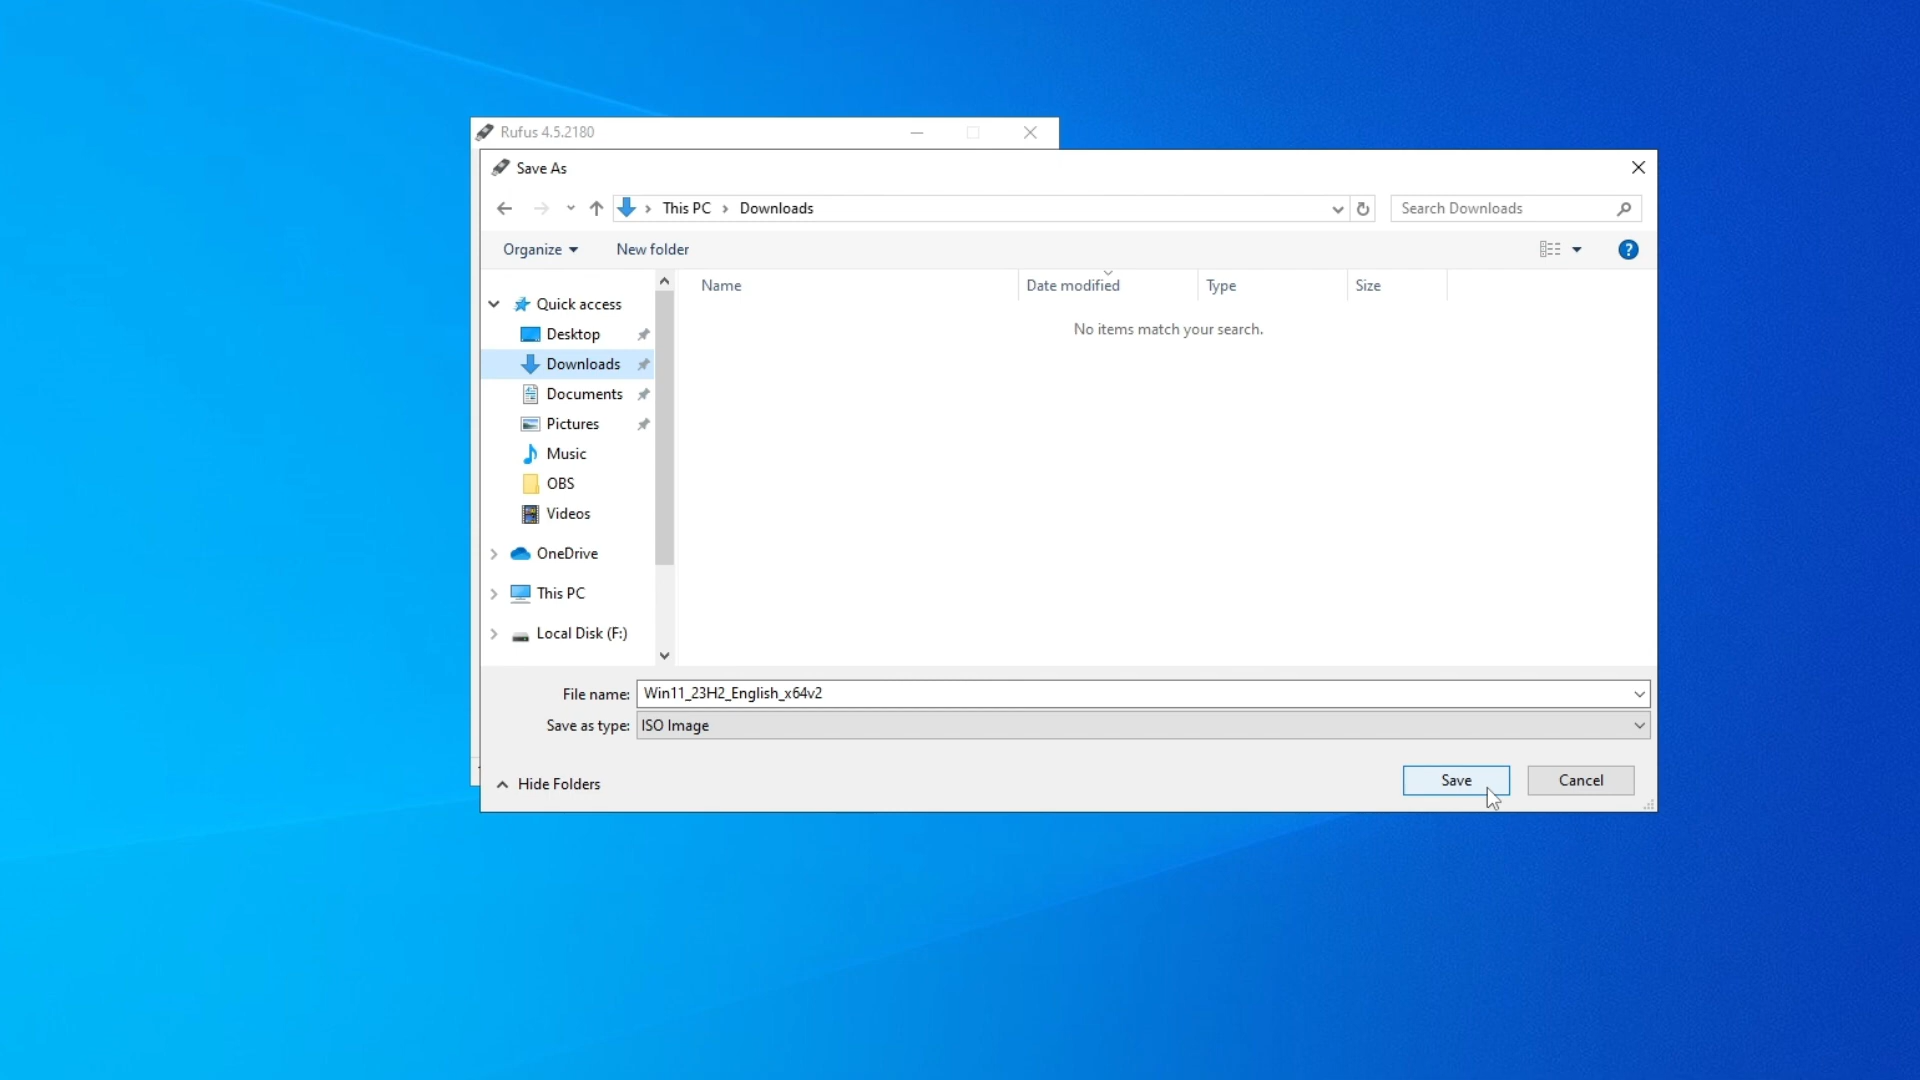 Rufus 4.5.2180
Save As
This PC > Downloads
Search Downloads
Organize
New folder
?
Name
Date modified
Type
Size
No items match your search.
Quick access
Desktop
Downloads
Documents
Pictures
Music
OBS
Videos
OneDrive
This PC
Local Disk (F:)
File name: Win11_23H2_English_x64v2
Save as type: ISO Image
Hide Folders
Save
Cancel